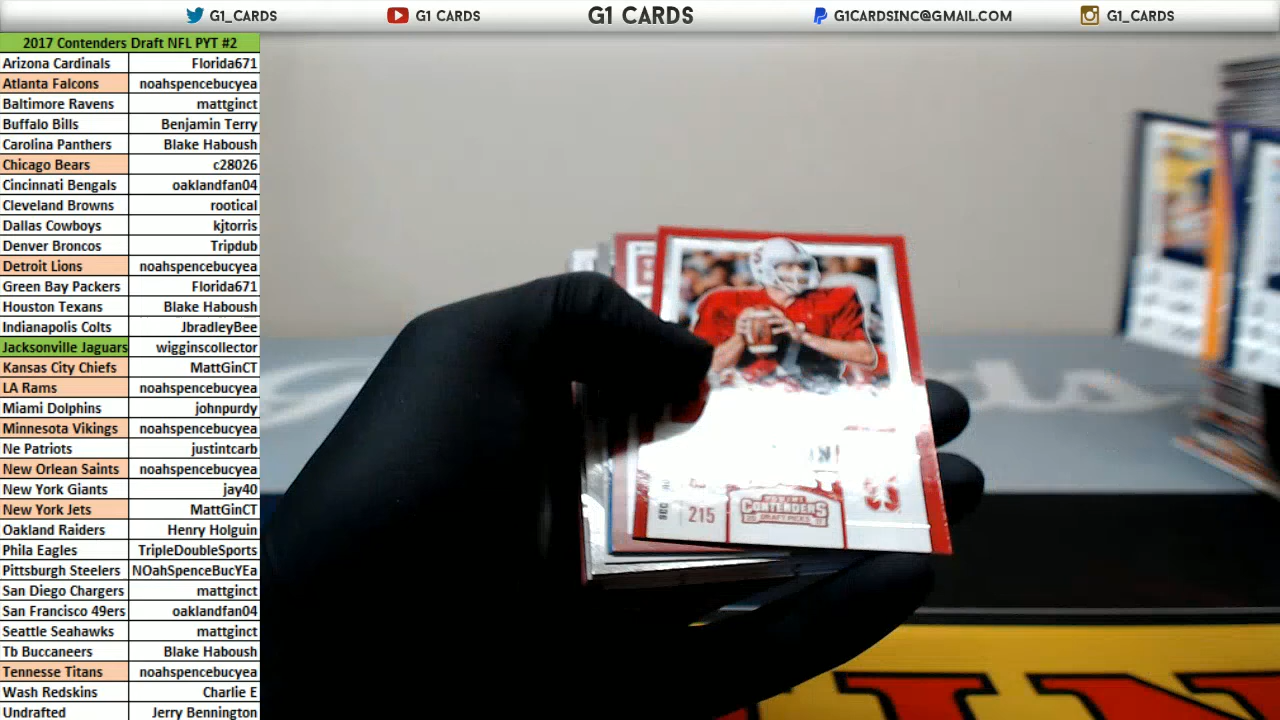 G1_CARDS
G1 CARDS
G1 CARDS
G1CARDSINC@GMAIL.COM
G1_CARDS
2017 Contenders Draft NFL PYT #2
Arizona Cardinals Florida671
Atlanta Falcons noahspencebucyea
Baltimore Ravens mattginct
Buffalo Bills Benjamin Terry
Carolina Panthers Blake Haboush
Chicago Bears c28026
Cincinnati Bengals oaklandfan04
Cleveland Browns rootical
Dallas Cowboys kjtorris
Denver Broncos Tripdub
Detroit Lions noahspencebucyea
Green Bay Packers Florida671
Houston Texans Blake Haboush
Indianapolis Colts JbradleyBee
Jacksonville Jaguars wigginscollector
Kansas City Chiefs MattGinCT
LA Rams noahspencebucyea
Miami Dolphins johnpurdy
Minnesota Vikings noahspencebucyea
Ne Patriots justintcarb
New Orlean Saints noahspencebucyea
New York Giants jay40
New York Jets MattGinCT
Oakland Raiders Henry Holguin
Phila Eagles TripleDoubleSports
Pittsburgh Steelers NOahSpenceBucYEa
San Diego Chargers mattginct
San Francisco 49ers oaklandfan04
Seattle Seahawks mattginct
Tb Buccaneers Blake Haboush
Tennesse Titans noahspencebucyea
Wash Redskins Charlie E
Undrafted Jerry Bennington
215
PANINI
CONTENDERS
DRAFT PICKS